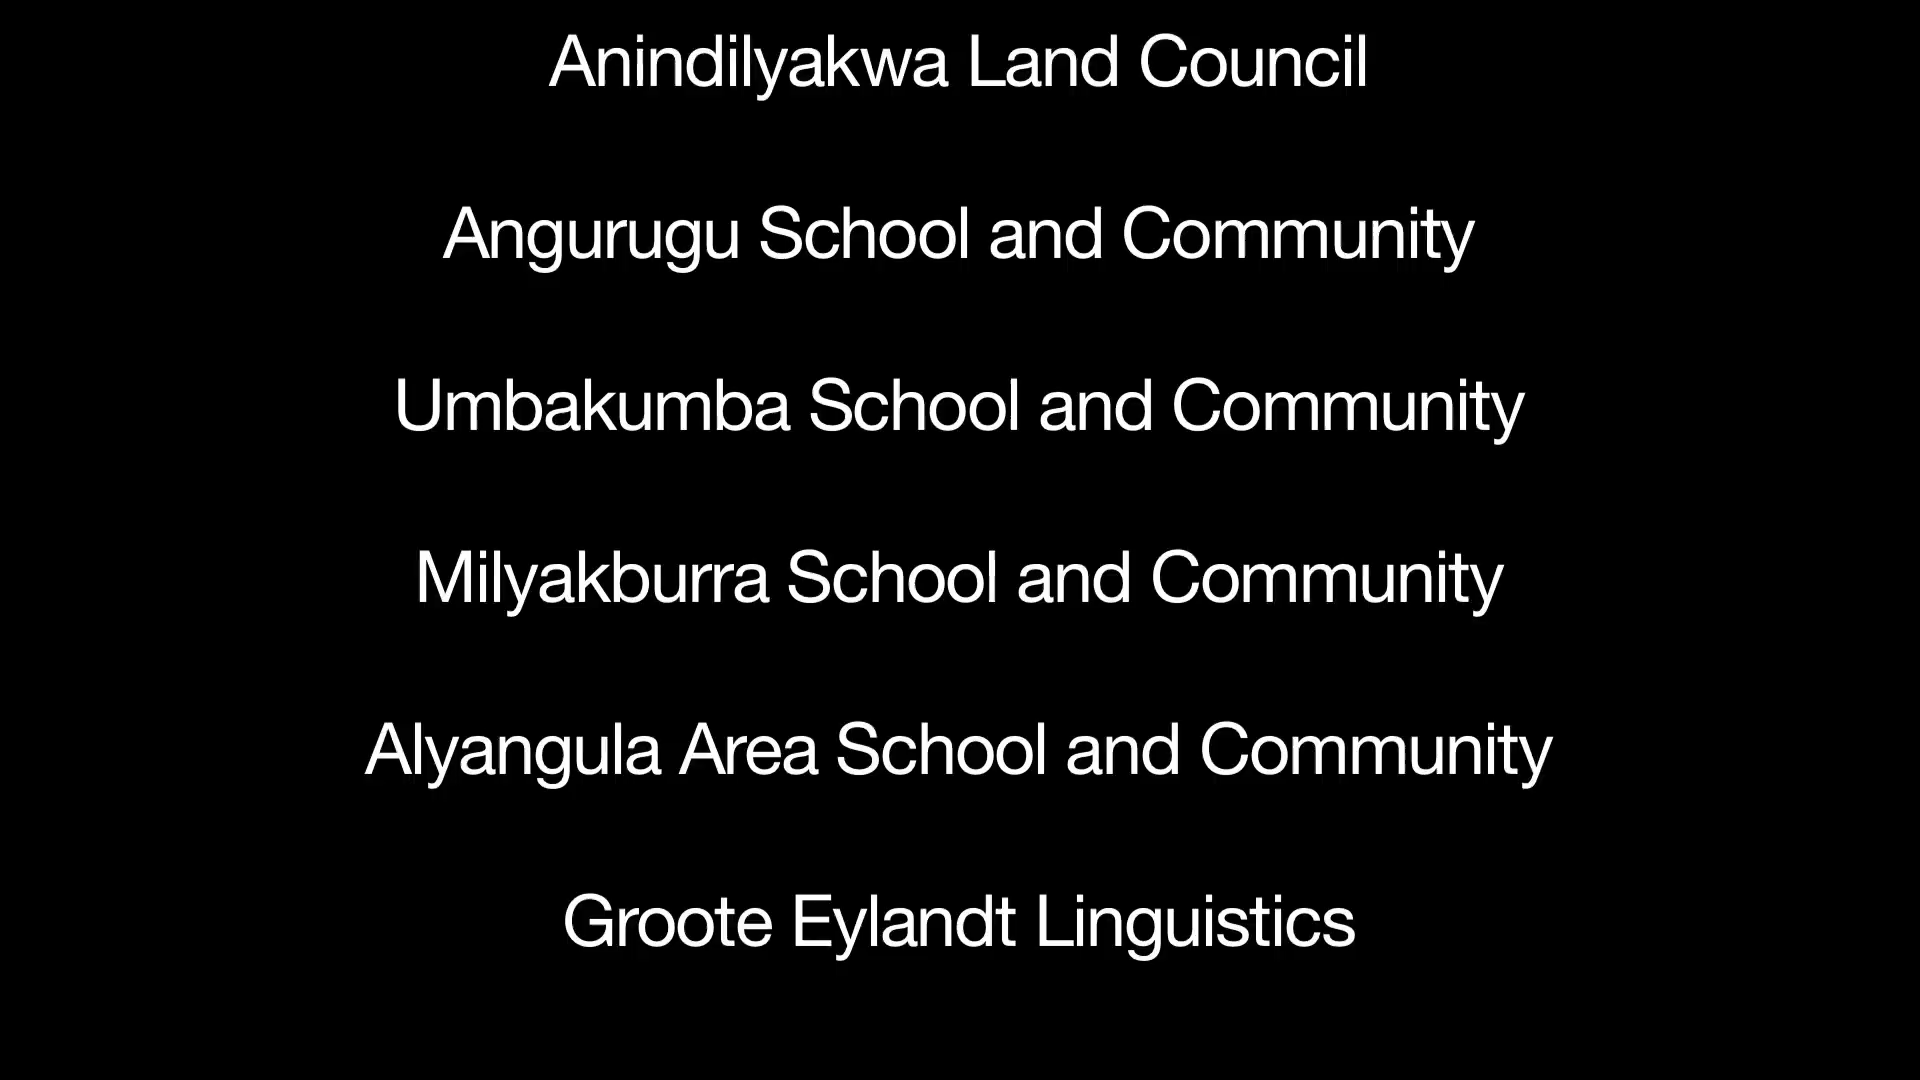 Anindilyakwa Land Council
Angurugu School and Community
Umbakumba School and Community
Milyakburra School and Community
Alyangula Area School and Community
Groote Eylandt Linguistics